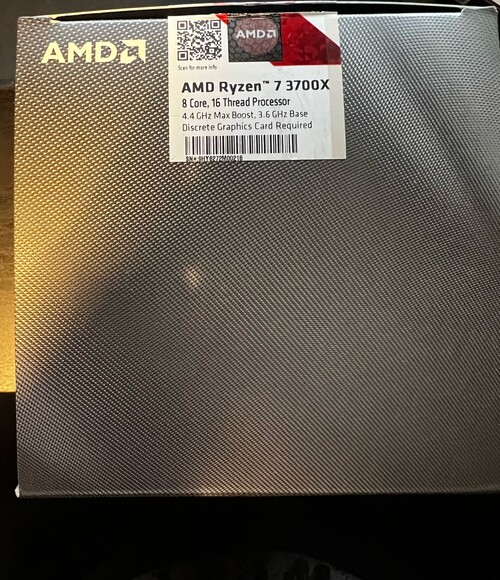 AMD
AMD
Scan for more info
AMD Ryzen™ 7 3700X
8 Core, 16 Thread Processor
4.4 GHz Max Boost, 3.6 GHz Base
Discrete Graphics Card Required